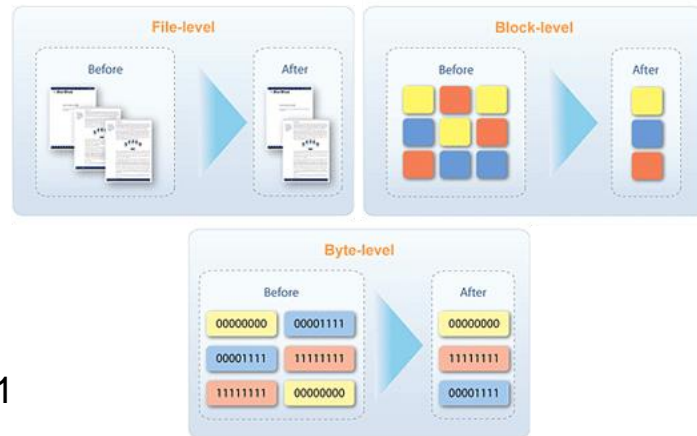 File-level
Before
After
Block-level
Before
After
Byte-level
Before
After
00000000 00001111
00001111 11111111
11111111 00000000
00000000
11111111
00001111
1